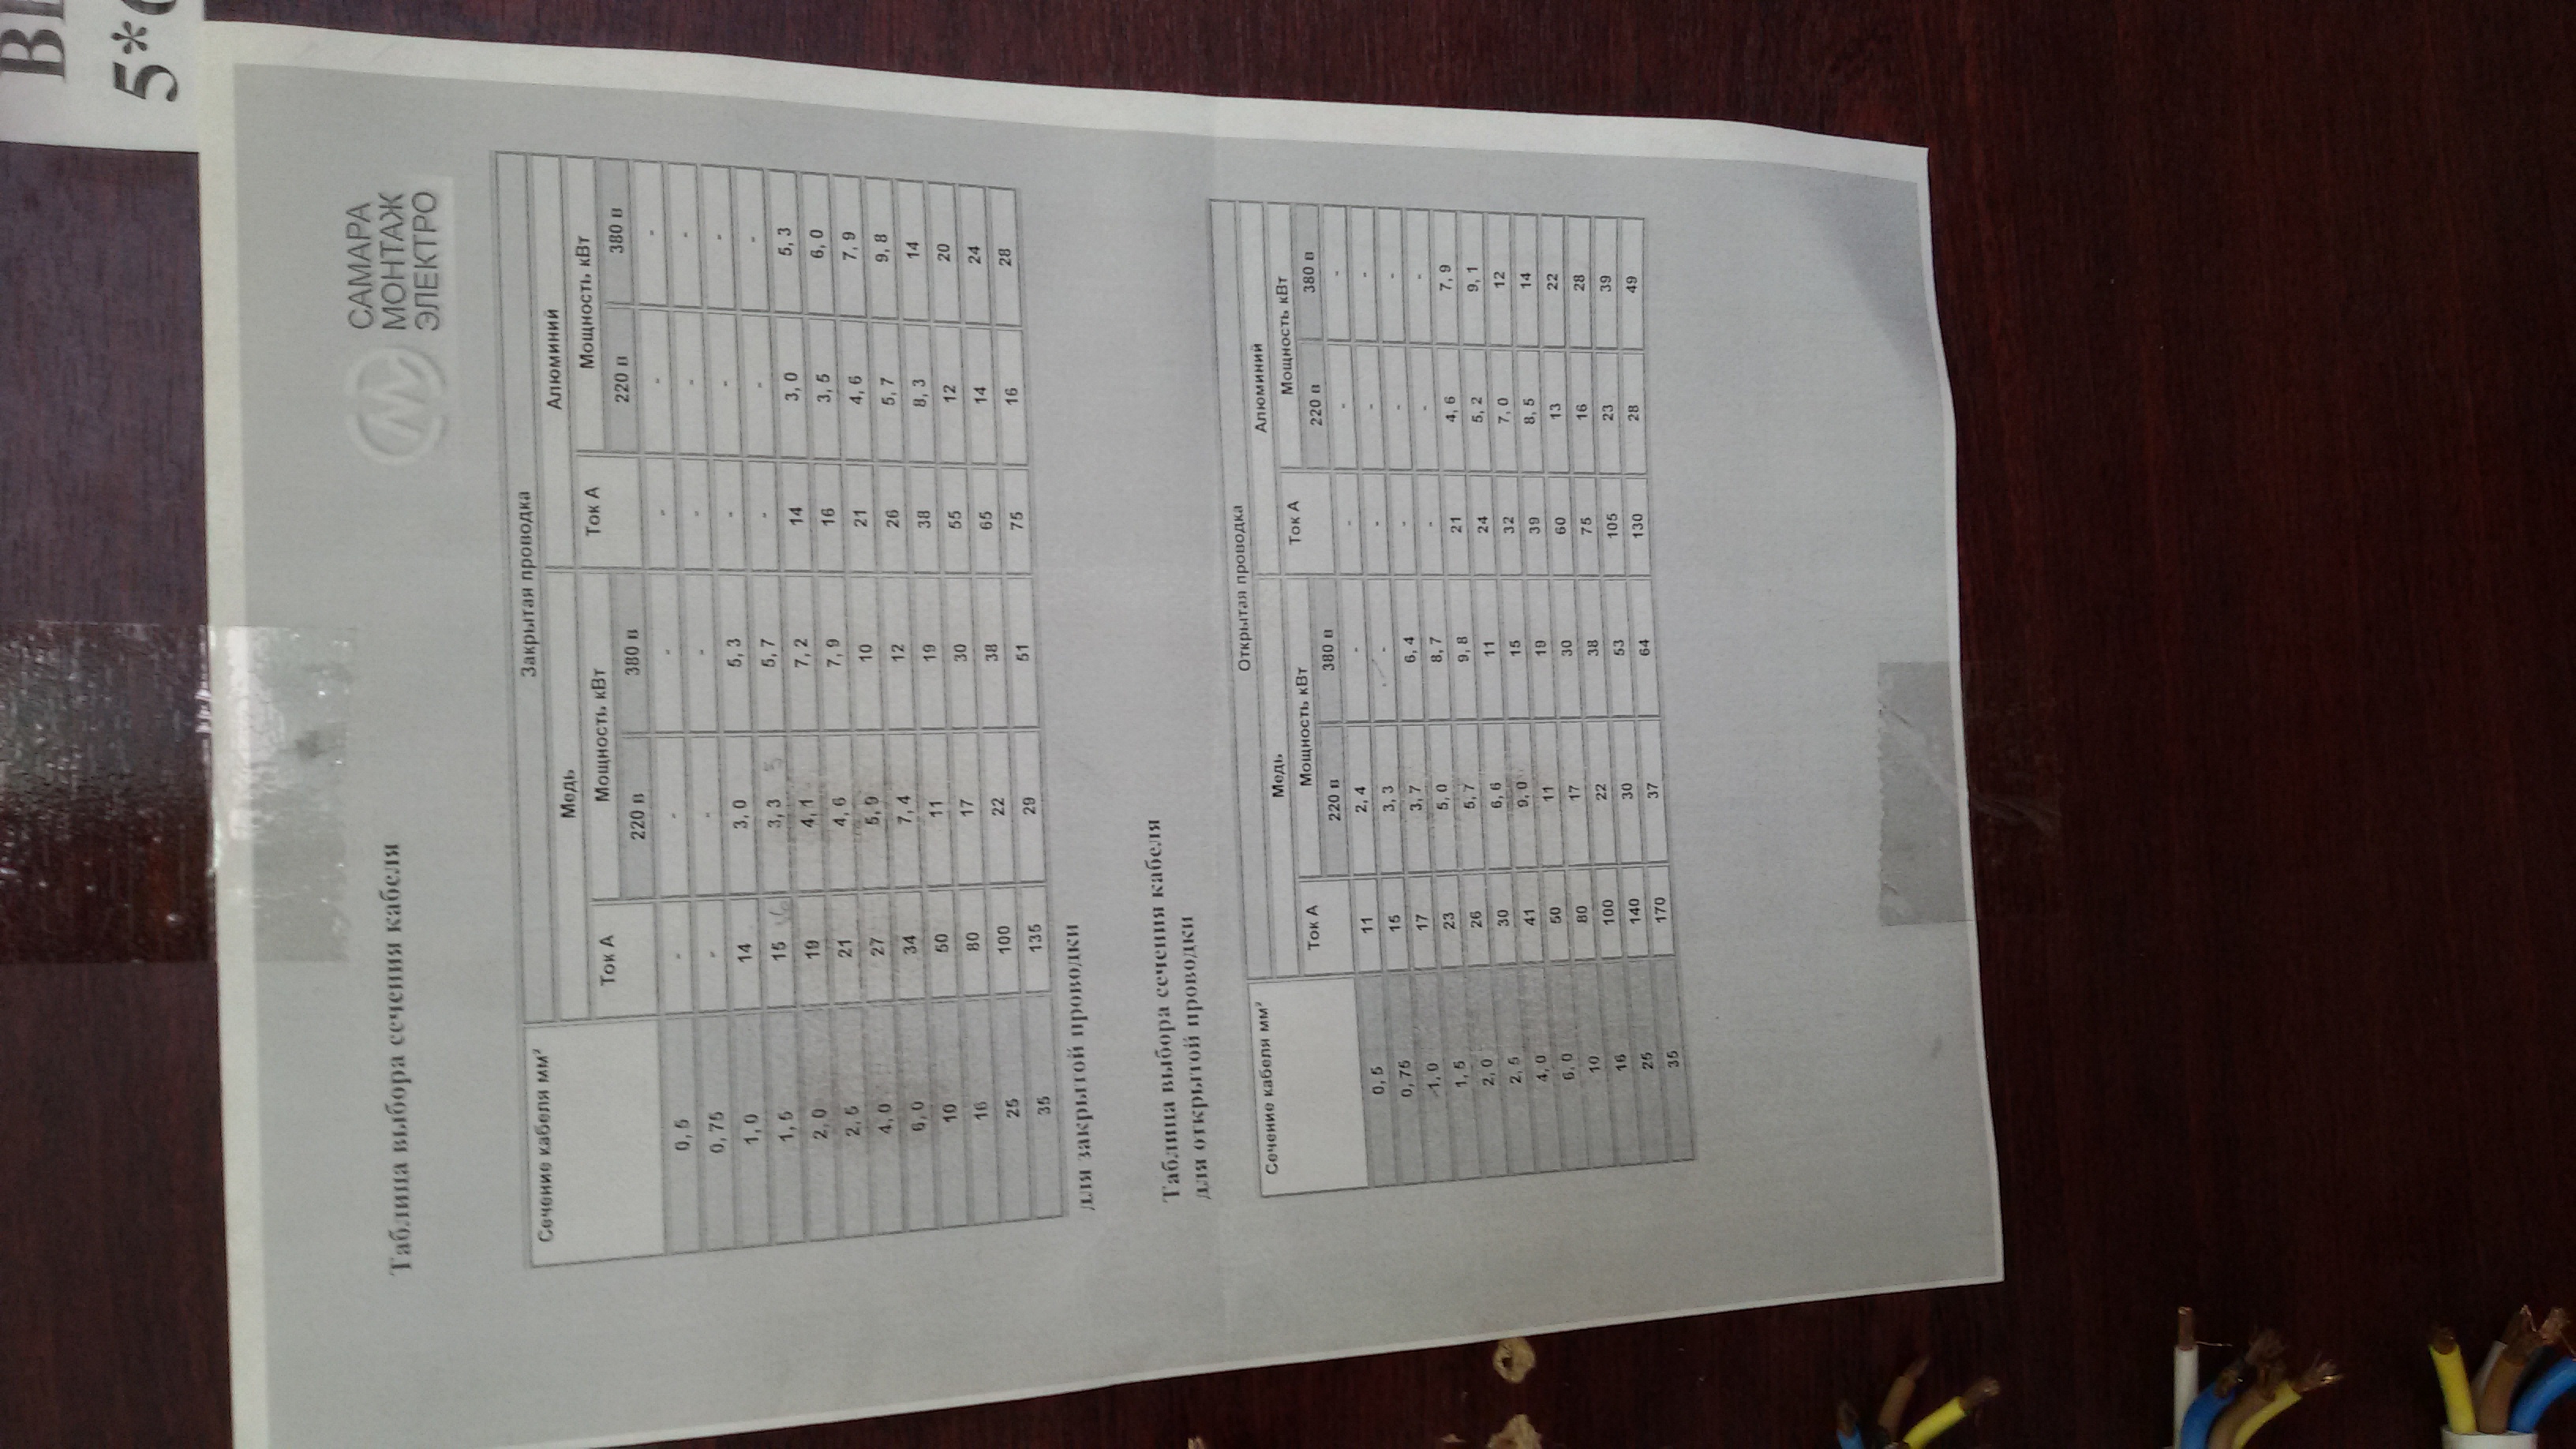 5*
Таблица выбора сечения кабеля
САМАРА
МОНТАЖ
ЭЛЕКТРО
Сечение кабеля мм² Закрытая проводка
Медь Алюминий
Ток А Мощность кВт Ток А Мощность кВт
220 в 380 в 220 в 380 в
0,5 - - - - - -
0,75 - - - - - -
1,0 14 3,0 5,3 - - -
1,5 15 3,3 5,7 - - -
2,0 19 4,1 7,2 14 3,0 5,3
2,5 21 4,6 7,9 16 3,5 6,0
4,0 27 5,9 10 21 4,6 7,9
6,0 34 7,4 12 26 5,7 9,8
10 50 11 19 38 8,3 14
16 80 17 30 55 12 20
25 100 22 38 65 14 24
35 135 29 51 75 16 28
для закрытой проводки
Таблица выбора сечения кабеля
для открытой проводки
Сечение кабеля мм² Открытая проводка
Медь Алюминий
Ток А Мощность кВт Ток А Мощность кВт
220 в 380 в 220 в 380 в
0,5 11 2,4 - - - -
0,75 15 3,3 - - - -
1,0 17 3,7 6,4 - - -
1,5 23 5,0 8,7 - - -
2,0 26 5,7 9,8 21 4,6 7,9
2,5 30 6,6 11 24 5,2 9,1
4,0 41 9,0 15 32 7,0 12
6,0 50 11 19 39 8,5 14
10 80 17 30 60 13 22
16 100 22 38 75 16 28
25 140 30 53 105 23 39
35 170 37 64 130 28 49